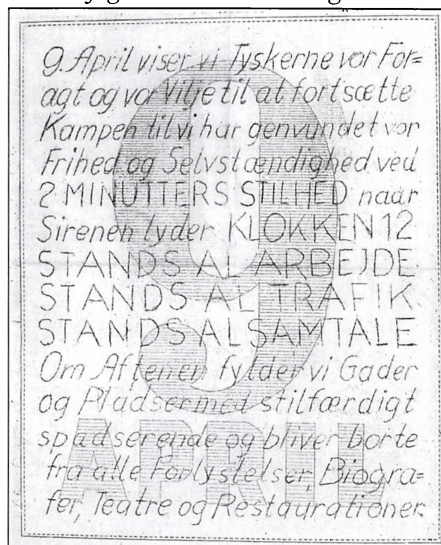 9. April viser vi Tyskerne vor For=
agt og vor Vilje til at fortsætte
Kampen til vi har genvundet vor
Frihed og Selvstændighed ved
2 MINUTTERS STILHED naar
Sirenen lyder KLOKKEN 12
STANDS AL ARBEJDE
STANDS AL TRAFIK
STANDS AL SAMTALE
Om Aftenen fylder vi Gader
og Pladser med stilfærdigt
spadserende og bliver borte
fra alle Forlystelser, Biogra=
fer, Teatre og Restaurationer.
9
APRIL